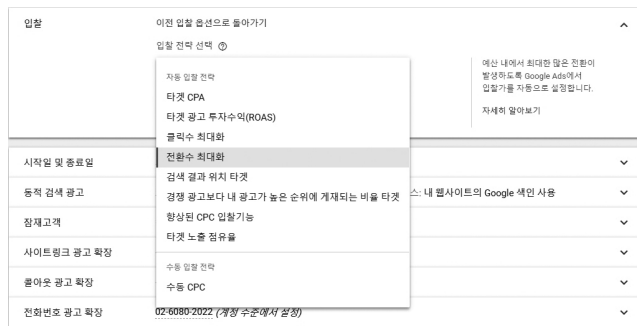 입찰
이전 입찰 옵션으로 돌아가기
입찰 전략 선택
자동 입찰 전략
타겟 CPA
타겟 광고 투자수익(ROAS)
클릭수 최대화
전환수 최대화
검색 결과 위치 타겟
경쟁 광고보다 내 광고가 높은 순위에 게재되는 비율 타겟
향상된 CPC 입찰기능
타겟 노출 점유율
수동 입찰 전략
수동 CPC
예산 내에서 최대한 많은 전환이
발생하도록 Google Ads에서
입찰가를 자동으로 설정합니다.
자세히 알아보기
시작일 및 종료일
동적 검색 광고
스: 내 웹사이트의 Google 색인 사용
잠재고객
사이트링크 광고 확장
콜아웃 광고 확장
전화번호 광고 확장
02-6080-2022 (계정 수준에서 설정)